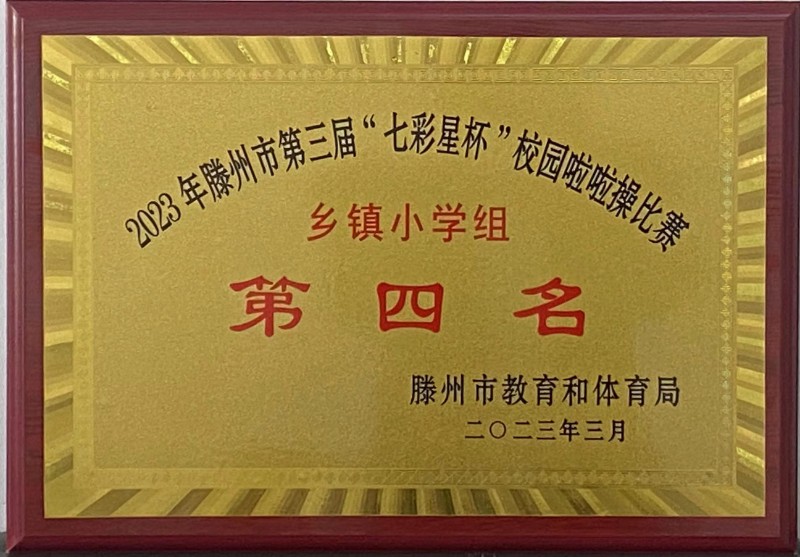 2023年滕州市第三届“七彩星杯”校园啦啦操比赛
乡镇小学组
第四名
滕州市教育和体育局
二〇二三年三月